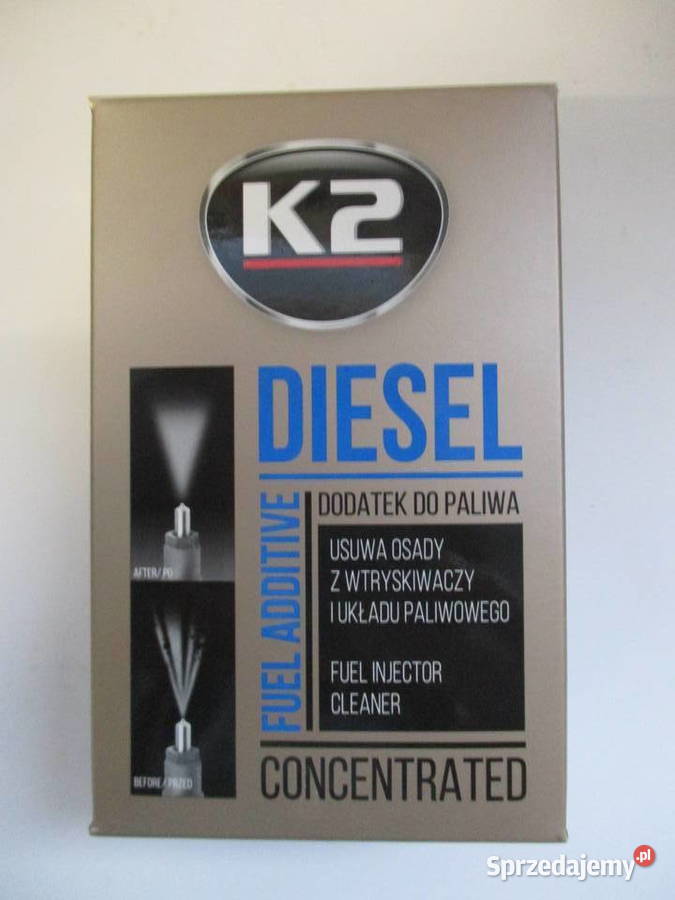 K2
DIESEL
FUEL ADDITIVE
DODATEK DO PALIWA
USUWA OSADY
Z WTRYSKIWACZY
I UKŁADU PALIWOWEGO
FUEL INJECTOR
CLEANER
AFTER/PO
BEFORE/PRZED
CONCENTRATED
Sprzedajemy.pl